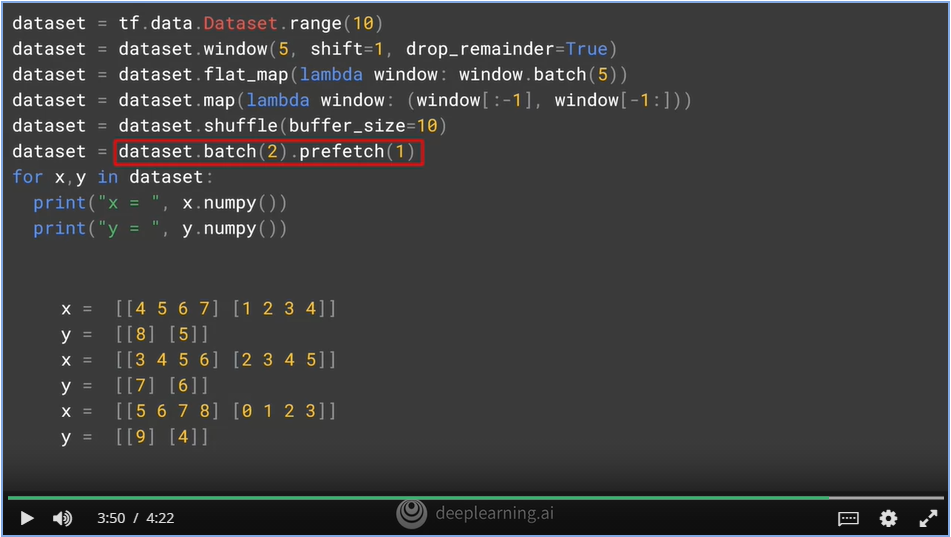 dataset = tf.data.Dataset.range(10)
dataset = dataset.window(5, shift=1, drop_remainder=True)
dataset = dataset.flat_map(lambda window: window.batch(5))
dataset = dataset.map(lambda window: (window[:-1], window[-1:]))
dataset = dataset.shuffle(buffer_size=10)
dataset = dataset.batch(2).prefetch(1)
for x,y in dataset:
  print("x = ", x.numpy())
  print("y = ", y.numpy())
x = [[4 5 6 7] [1 2 3 4]]
y = [[8] [5]]
x = [[3 4 5 6] [2 3 4 5]]
y = [[7] [6]]
x = [[5 6 7 8] [0 1 2 3]]
y = [[9] [4]]
3:50 / 4:22
deeplearning.ai